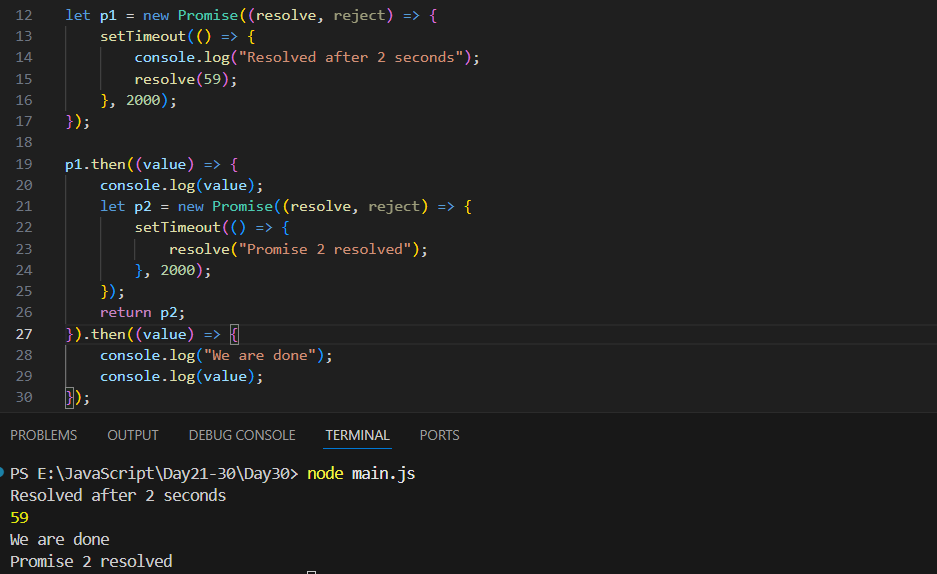 12 let p1 = new Promise((resolve, reject) => {
13     setTimeout(() => {
14         console.log("Resolved after 2 seconds");
15         resolve(59);
16     }, 2000);
17 });
18
19 p1.then((value) => {
20     console.log(value);
21     let p2 = new Promise((resolve, reject) => {
22         setTimeout(() => {
23             resolve("Promise 2 resolved");
24         }, 2000);
25     });
26     return p2;
27 }).then((value) => {
28     console.log("We are done");
29     console.log(value);
30 });
PROBLEMS OUTPUT DEBUG CONSOLE TERMINAL PORTS
PS E:\JavaScript\Day21-30\Day30> node main.js
Resolved after 2 seconds
59
We are done
Promise 2 resolved